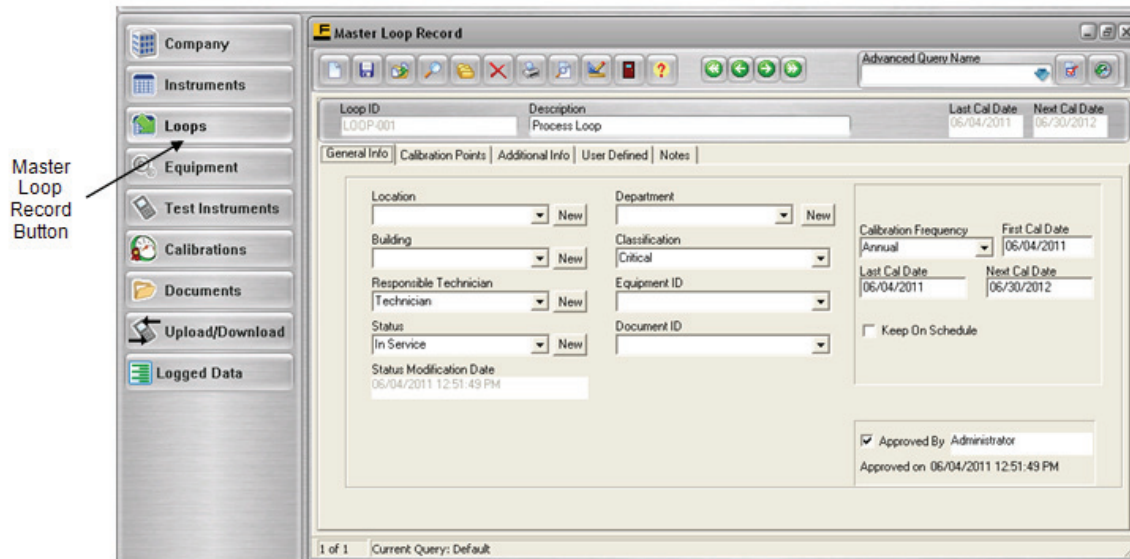 Master
Loop
Record
Button
Company
Instruments
Loops
Equipment
Test Instruments
Calibrations
Documents
Upload/Download
Logged Data
Master Loop Record
Advanced Query Name
Loop ID Description Last Cal Date Next Cal Date
LOOP-001 Process Loop 06/04/2011 06/30/2012
General Info Calibration Points Additional Info User Defined Notes
Location Department
New New
Building Classification
New Critical
Responsible Technician Equipment ID
Technician New
Status Document ID
In Service New
Status Modification Date
06/04/2011 12:51:49 PM
Calibration Frequency First Cal Date
Annual 06/04/2011
Last Cal Date Next Cal Date
06/04/2011 06/30/2012
Keep On Schedule
Approved By Administrator
Approved on 06/04/2011 12:51:49 PM
1 of 1 Current Query: Default